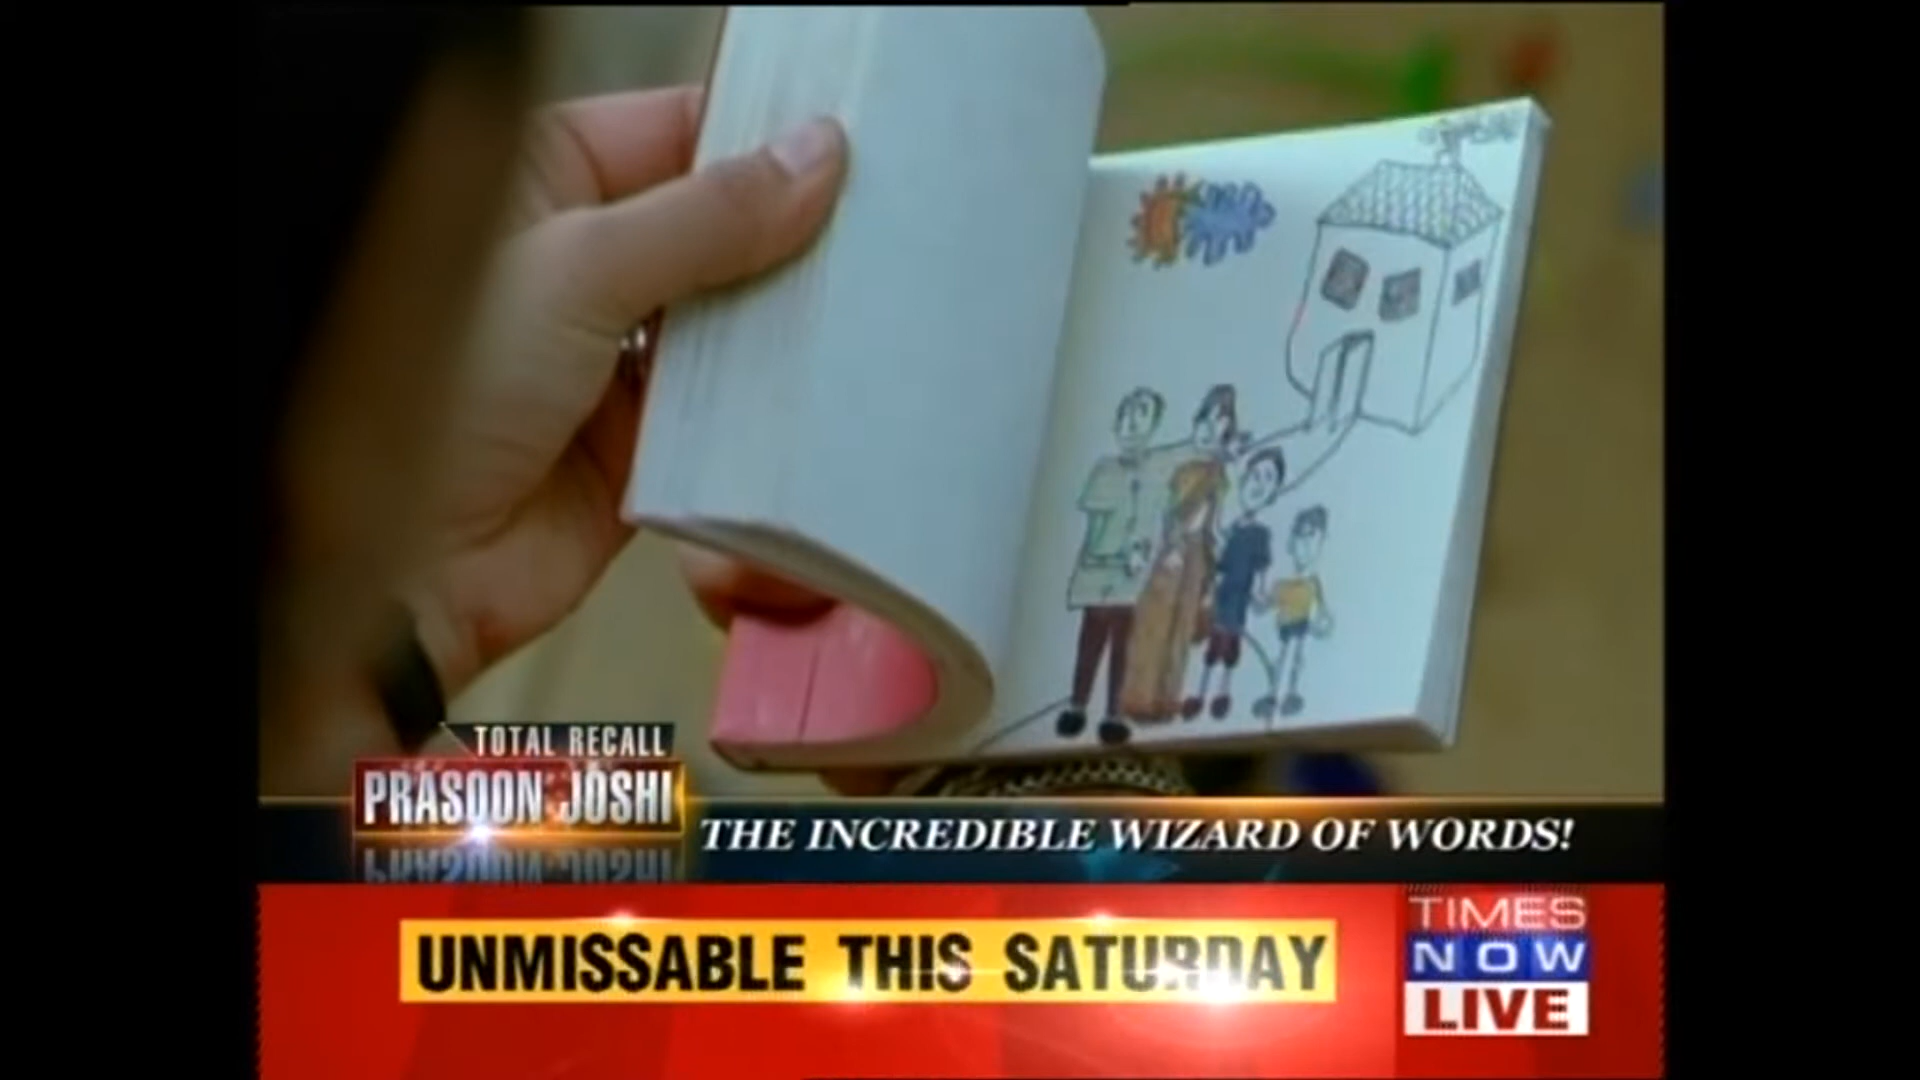 TOTAL RECALL
PRASOON JOSHI
THE INCREDIBLE WIZARD OF WORDS!
UNMISSABLE THIS SATURDAY
TIMES
NOW
LIVE